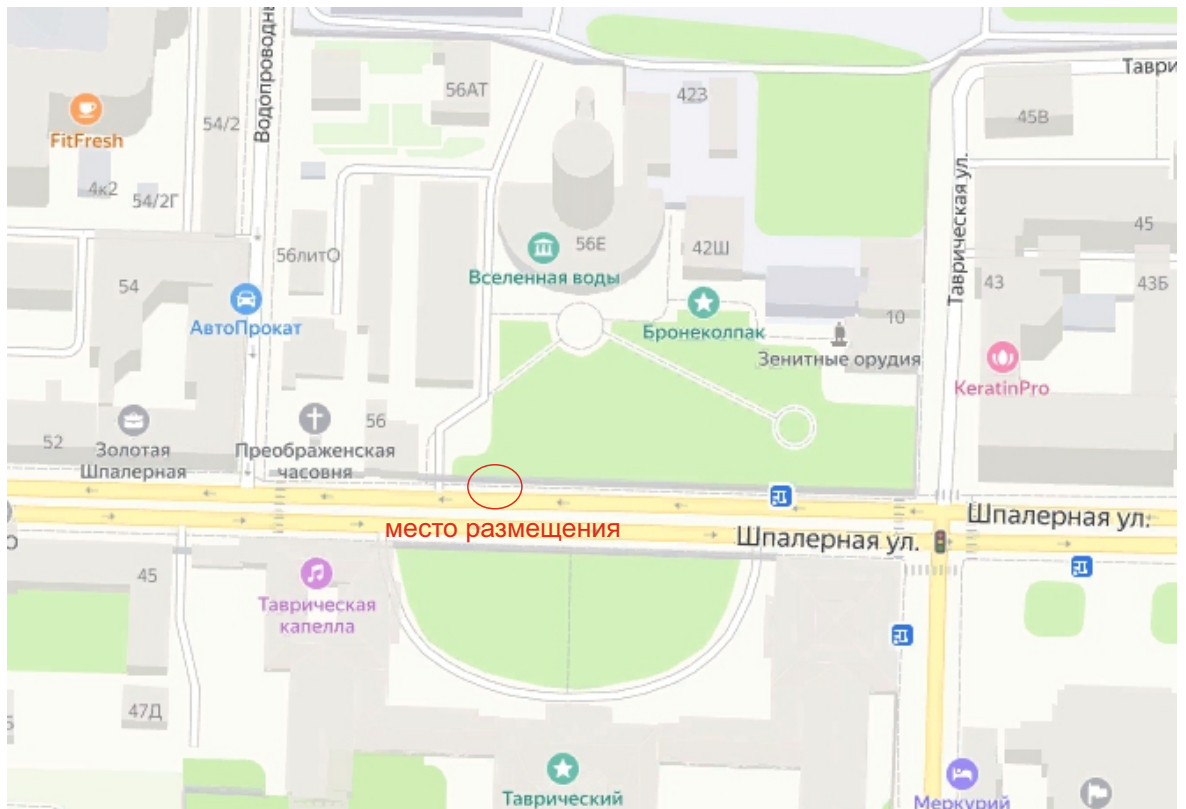 Водопроводны
Таври
56АТ
423
FitFresh
54/2
45В
4к2
54/2Г
Таврическая ул.
45
56литО
56Е
42Ш
Вселенная воды
54
43
43Б
АвтоПрокат
Бронеколпак
10
Зенитные орудия
KeratinPro
52
Золотая
Шпалерная
Преображенская
часовня
56
место размещения
Шпалерная ул.
Шпалерная ул.
45
Таврическая
капелла
47Д
Таврический
Меркурий